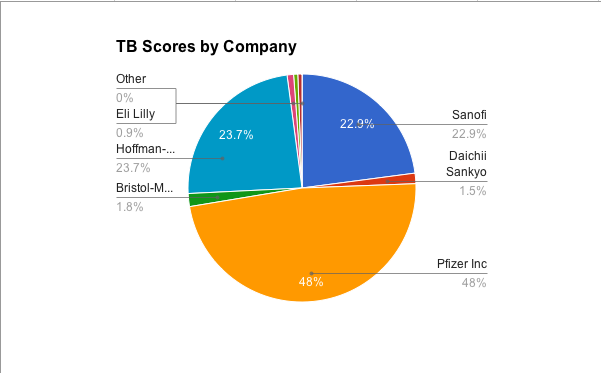 TB Scores by Company
Other
0%
Eli Lilly
0.9%
Hoffman-...
23.7%
Bristol-M...
1.8%
23.7%
22.9%
48%
Sanofi
22.9%
Daichii
Sankyo
1.5%
Pfizer Inc
48%